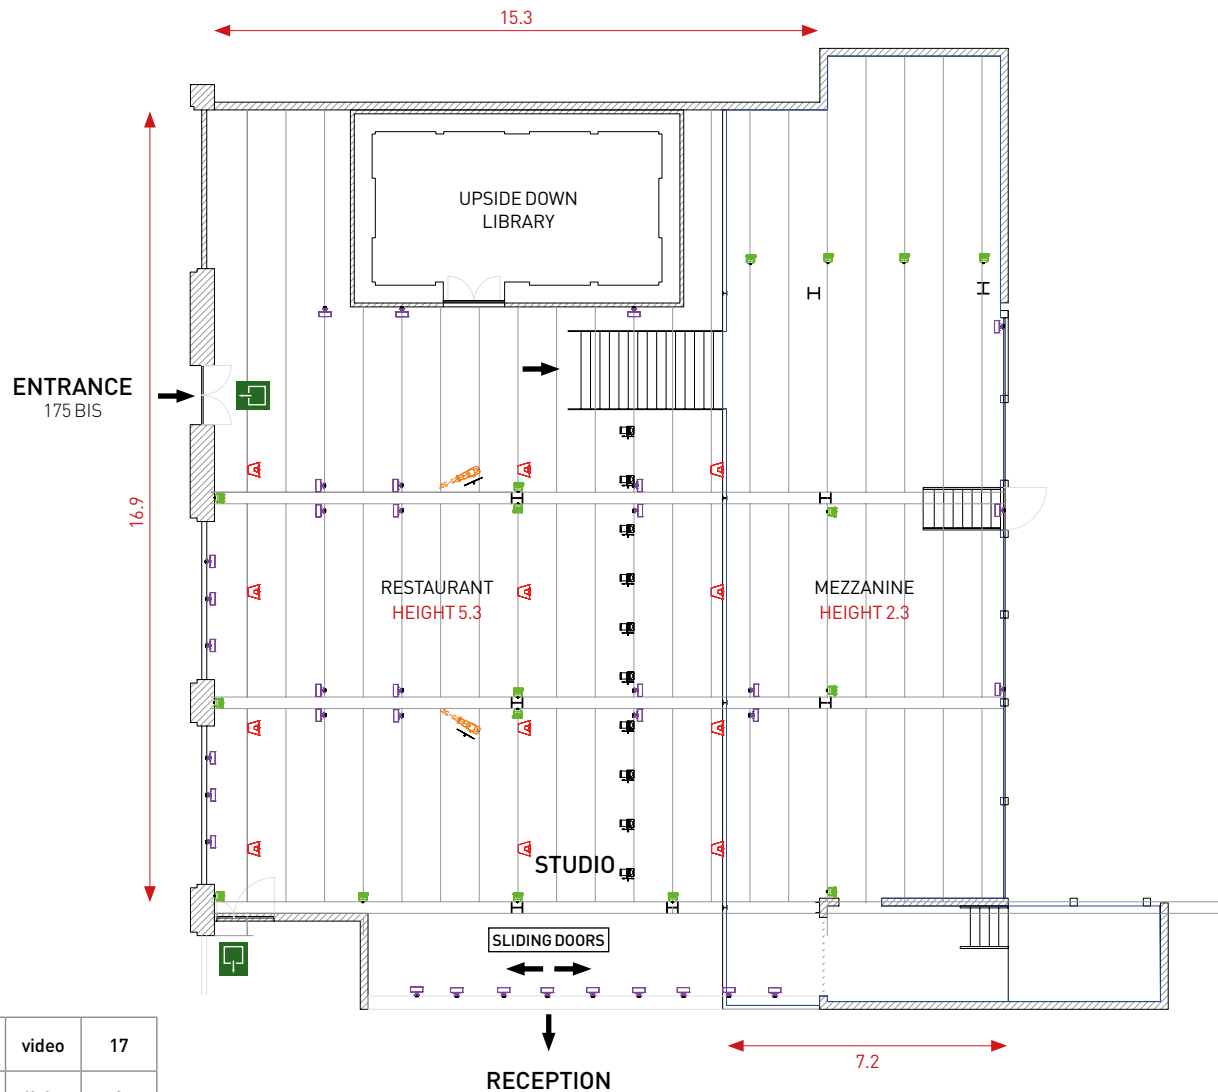 15.3
UPSIDE DOWN
LIBRARY
ENTRANCE
175 BIS
16.9
RESTAURANT
HEIGHT 5.3
MEZZANINE
HEIGHT 2.3
STUDIO
SLIDING DOORS
video 17
7.2
RECEPTION